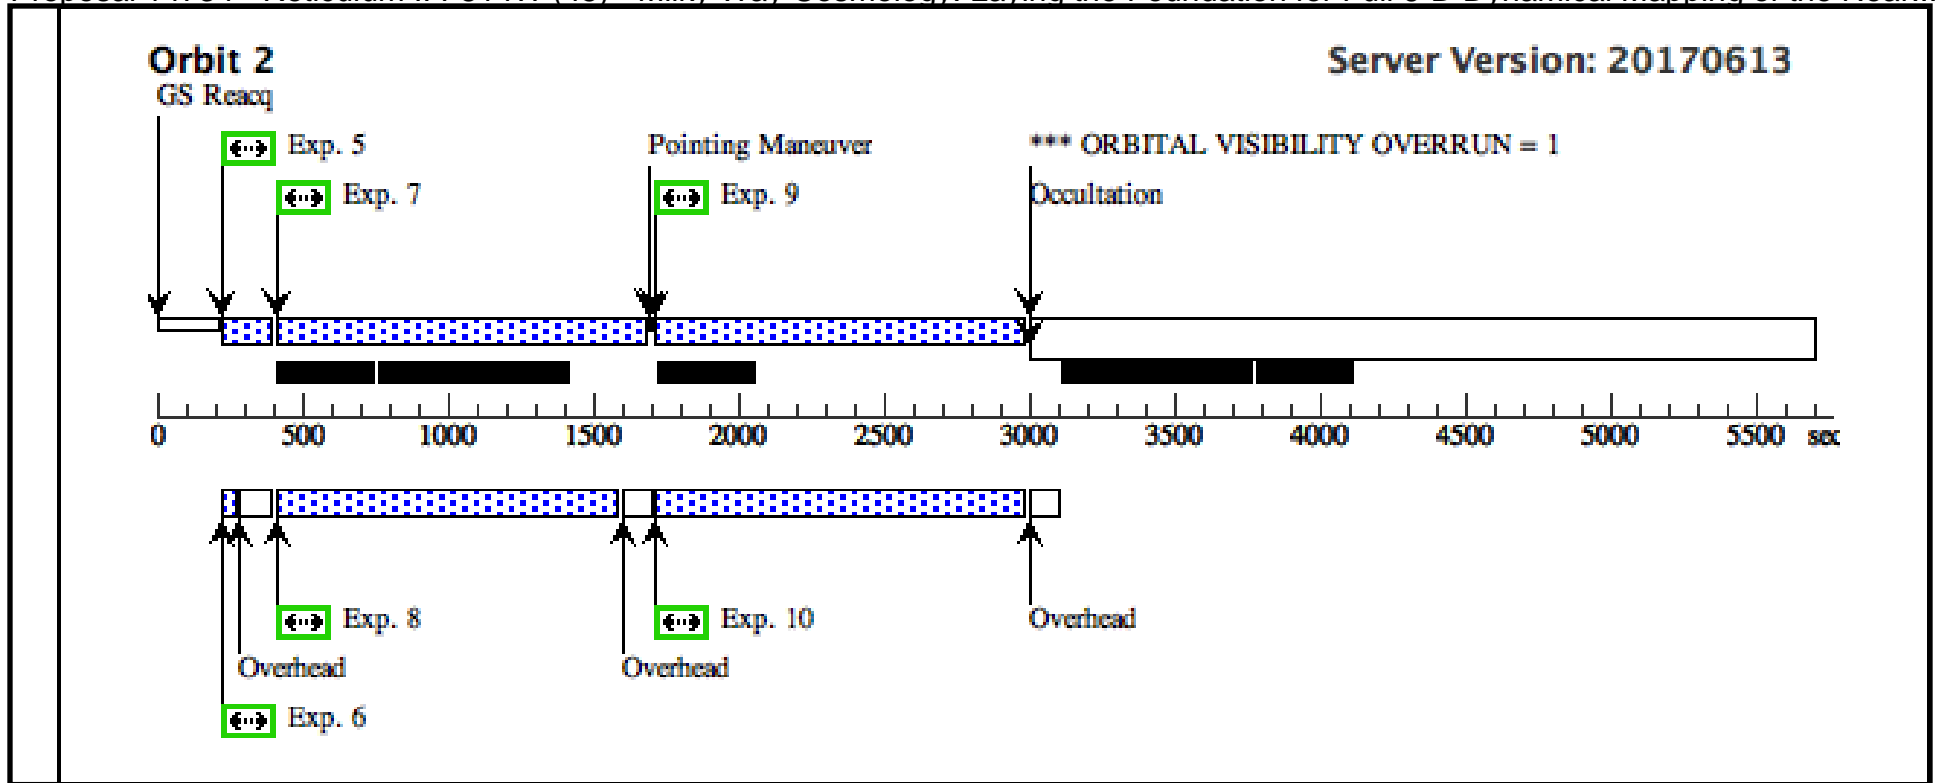 Orbit 2
Server Version: 20170613
GS Reacq
Exp. 5
Pointing Maneuver
*** ORBITAL VISIBILITY OVERRUN = 1
Exp. 7
Exp. 9
Occultation
0 500 1000 1500 2000 2500 3000 3500 4000 4500 5000 5500 sec
Exp. 8
Exp. 10
Overhead
Overhead
Overhead
Exp. 6